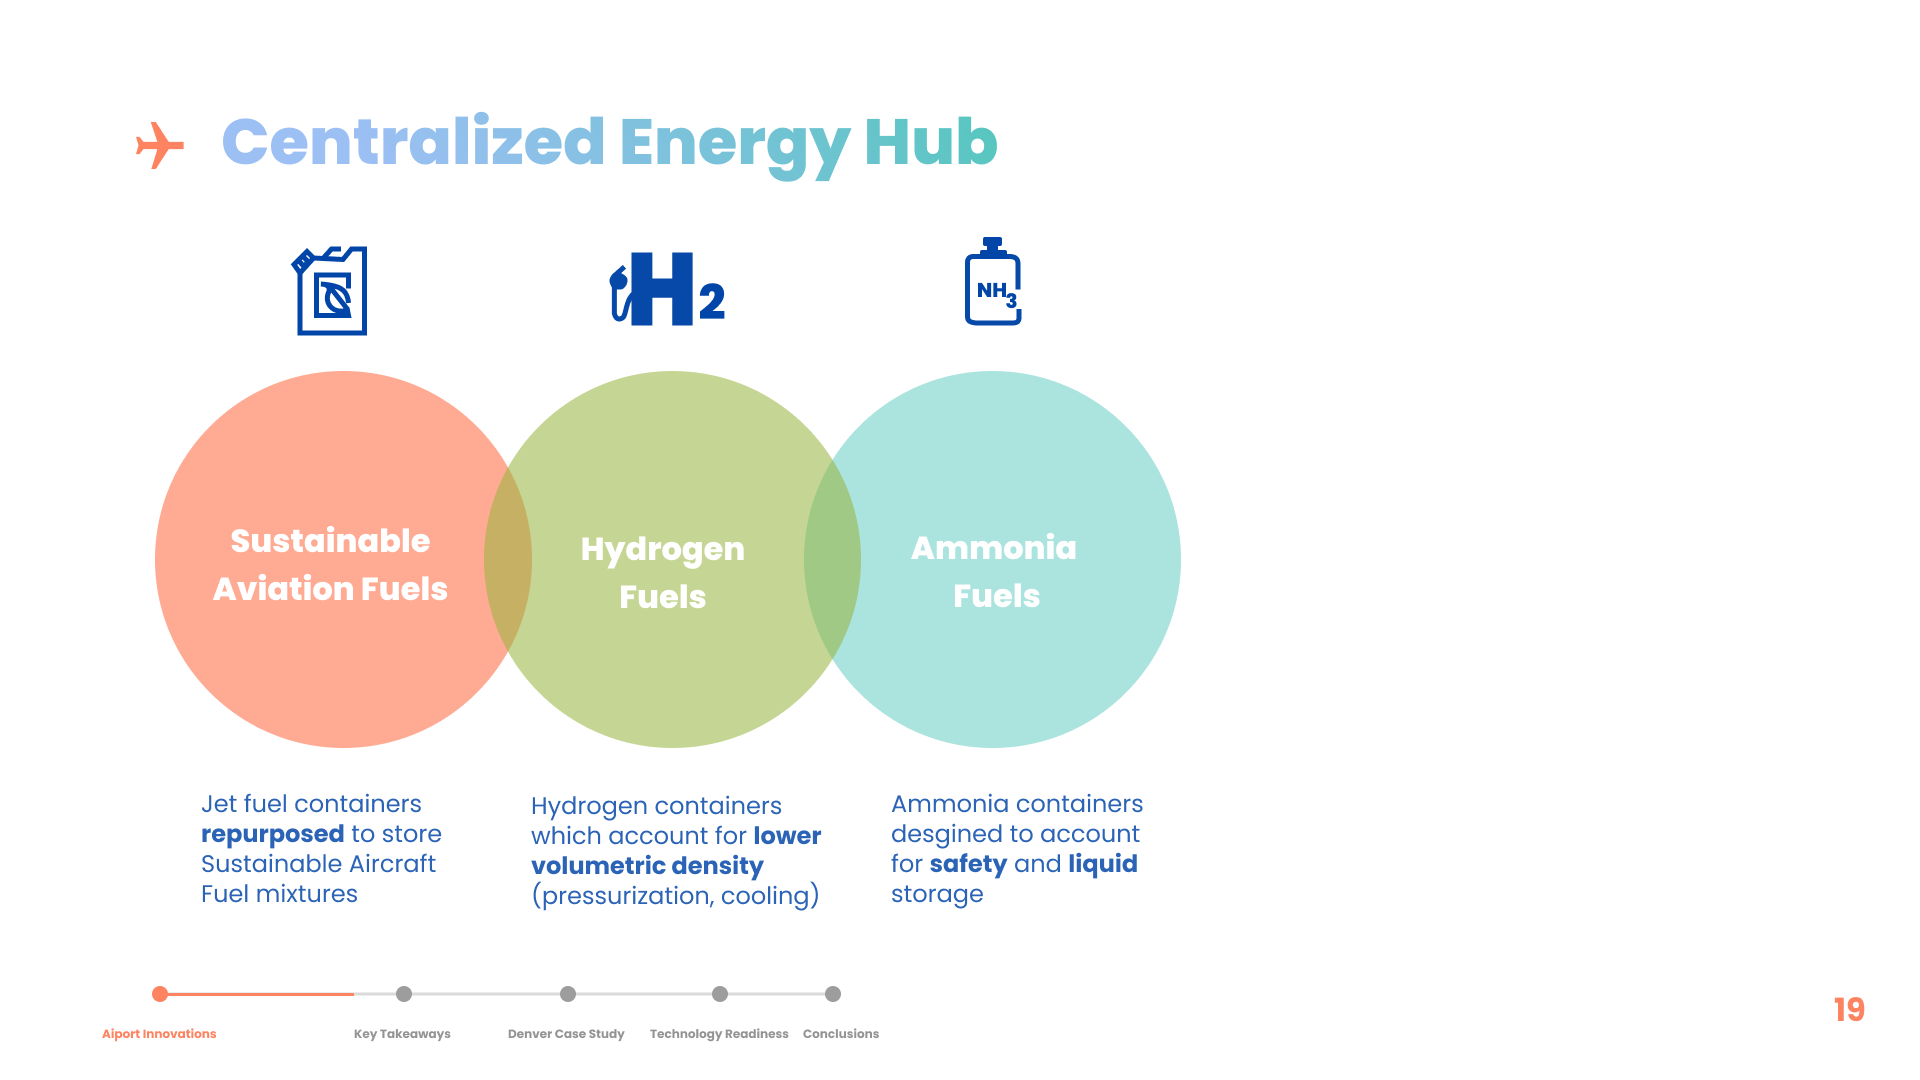 Centralized Energy Hub
H2
NH3
Sustainable
Aviation Fuels
Hydrogen
Fuels
Ammonia
Fuels
Jet fuel containers
repurposed to store
Sustainable Aircraft
Fuel mixtures
Hydrogen containers
which account for lower
volumetric density
(pressurization, cooling)
Ammonia containers
desgined to account
for safety and liquid
storage
Aiport Innovations
Key Takeaways
Denver Case Study
Technology Readiness
Conclusions
19